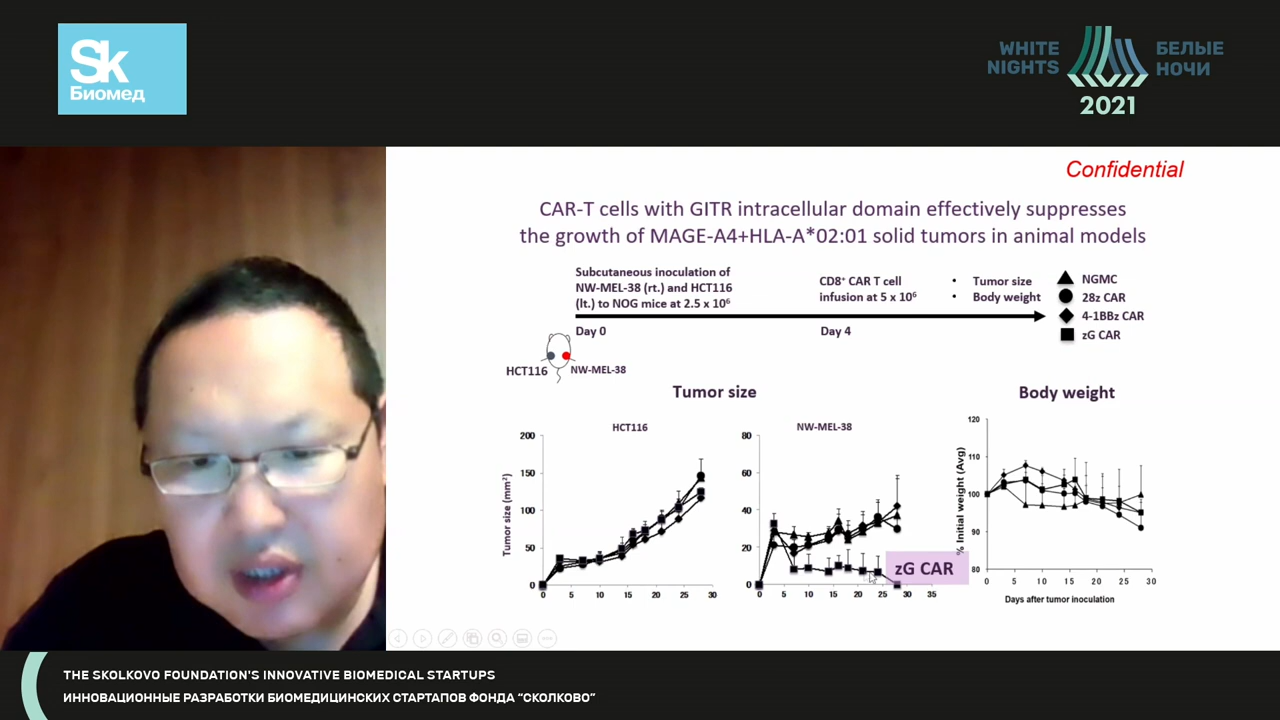 Sk
Биомед
WHITE
NIGHTS
БЕЛЫЕ
НОЧИ
2021
Confidential
CAR-T cells with GITR intracellular domain effectively suppresses
the growth of MAGE-A4+HLA-A*02:01 solid tumors in animal models
Subcutaneous inoculation of
NW-MEL-38 (rt.) and HCT116
(lt.) to NOG mice at 2.5 x 10⁶
CD8⁺ CAR T cell
infusion at 5 x 10⁶
• Tumor size
• Body weight
NGMC
28z CAR
4-1BBz CAR
zG CAR
Day 0
Day 4
HCT116
NW-MEL-38
Tumor size
Body weight
HCT116
Tumor size (mm²)
200
150
100
50
0
0 5 10 15 20 25 30
NW-MEL-38
80
60
40
20
0
0 5 10 15 20 25 30 35
zG CAR
% Initial weight (Avg)
120
110
100
90
80
0 5 10 15 20 25 30
Days after tumor inoculation
THE SKOLKOVO FOUNDATION'S INNOVATIVE BIOMEDICAL STARTUPS
ИННОВАЦИОННЫЕ РАЗРАБОТКИ БИОМЕДИЦИНСКИХ СТАРТАПОВ ФОНДА "СКОЛКОВО"